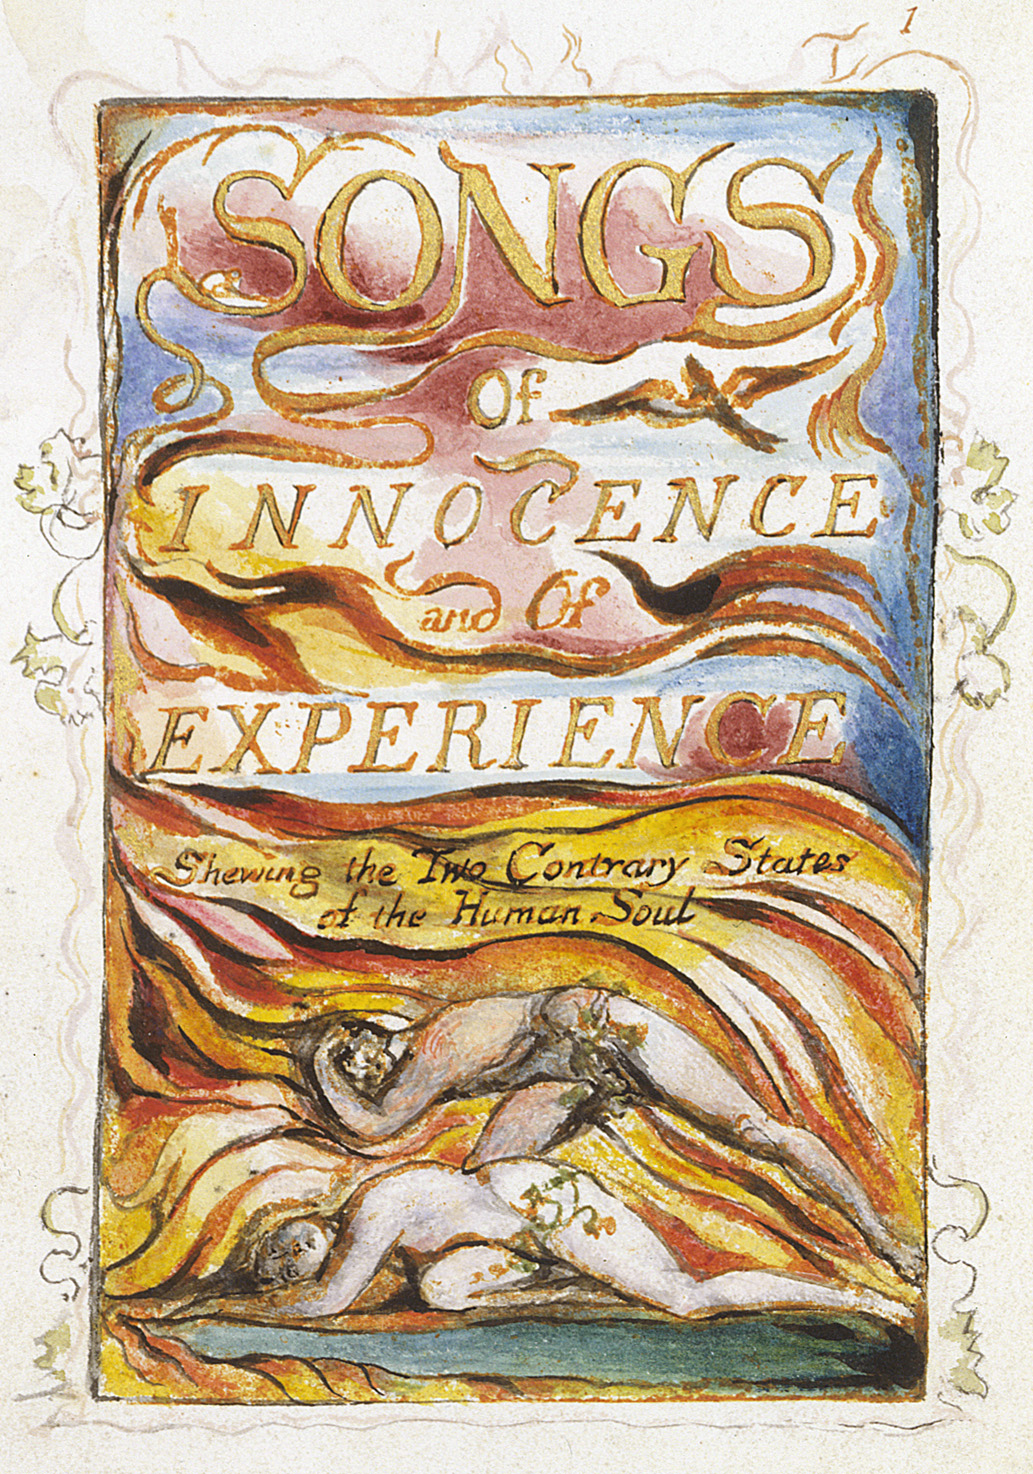 1
SONGS
Of
INNOCENCE
and Of
EXPERIENCE
Shewing the Two Contrary States
of the Human Soul